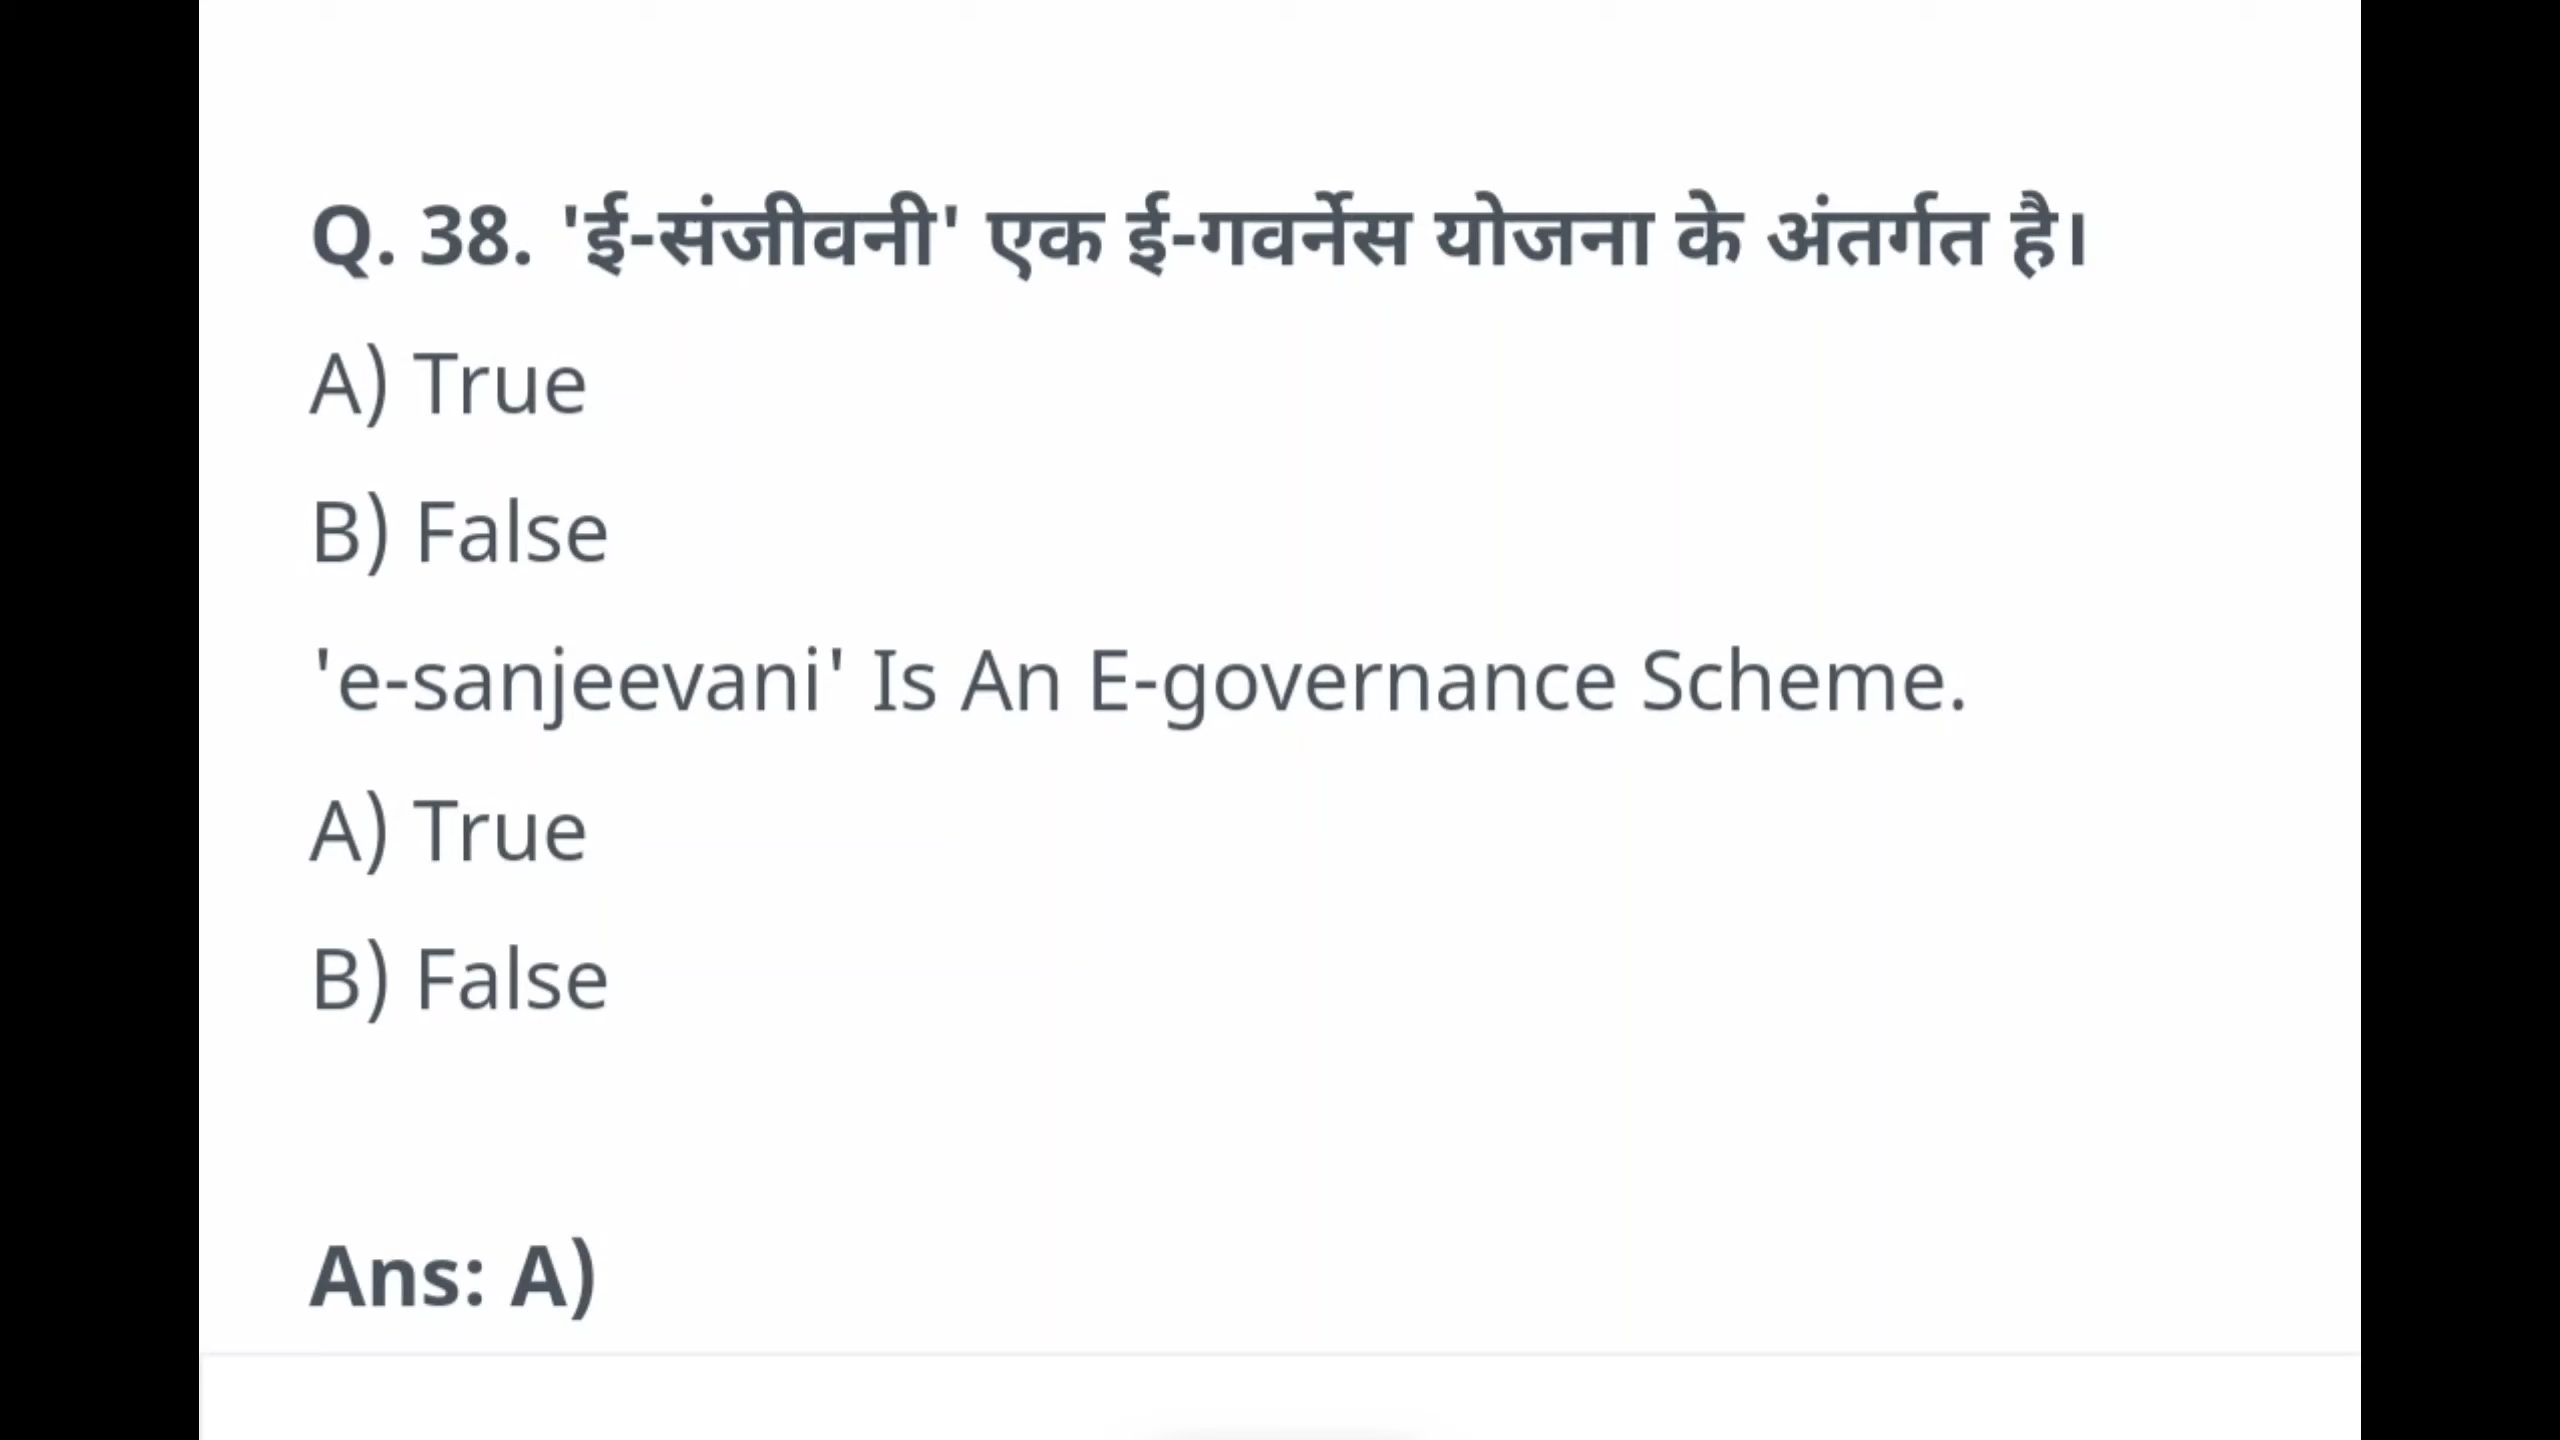 Q. 38. 'ई-संजीवनी' एक ई-गवर्नेस योजना के अंतर्गत है।
A) True
B) False
'e-sanjeevani' Is An E-governance Scheme.
A) True
B) False
Ans: A)